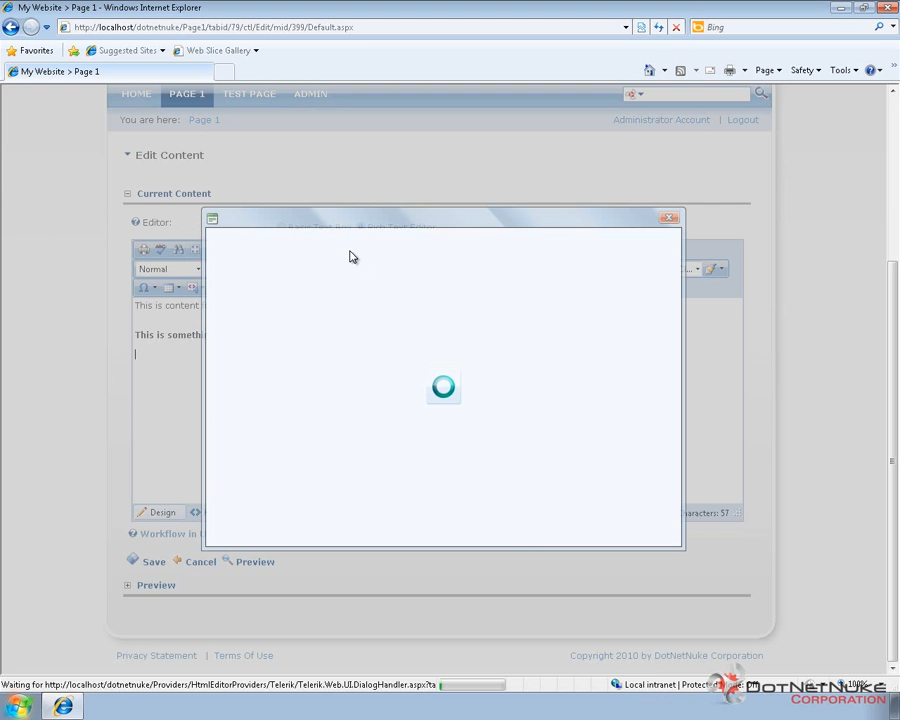 My Website > Page 1 - Windows Internet Explorer
http://localhost/dotnetnuke/Page1/tabid/79/ctl/Edit/mid/399/Default.aspx
Bing
Favorites
Suggested Sites
Web Slice Gallery
My Website > Page 1
Page
Safety
Tools
HOME
PAGE 1
TEST PAGE
ADMIN
You are here: Page 1
Administrator Account | Logout
Edit Content
Current Content
Editor:
Normal
This is content
This is somethi
Design
haracters: 57
Workflow in U
Save
Cancel
Preview
Preview
Privacy Statement | Terms Of Use
Copyright 2010 by DotNetNuke Corporation
Waiting for http://localhost/dotnetnuke/Providers/HtmlEditorProviders/Telerik/Telerik.Web.UI.DialogHandler.aspx?ta
Local intranet | Protected Mode: Off
100%
DOTNETNUKE
CORPORATION